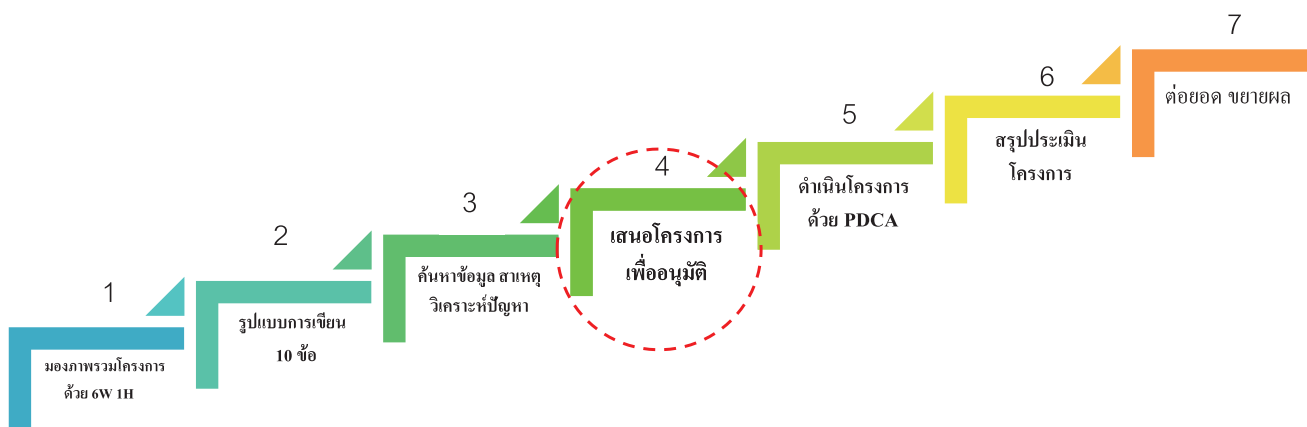 1
มองภาพรวมโครงการ
ด้วย 6W 1H
2
รูปแบบการเขียน
10 ข้อ
3
ค้นหาข้อมูล สาเหตุ
วิเคราะห์ปัญหา
4
เสนอโครงการ
เพื่ออนุมัติ
5
ดำเนินโครงการ
ด้วย PDCA
6
สรุปประเมิน
โครงการ
7
ต่อยอด ขยายผล